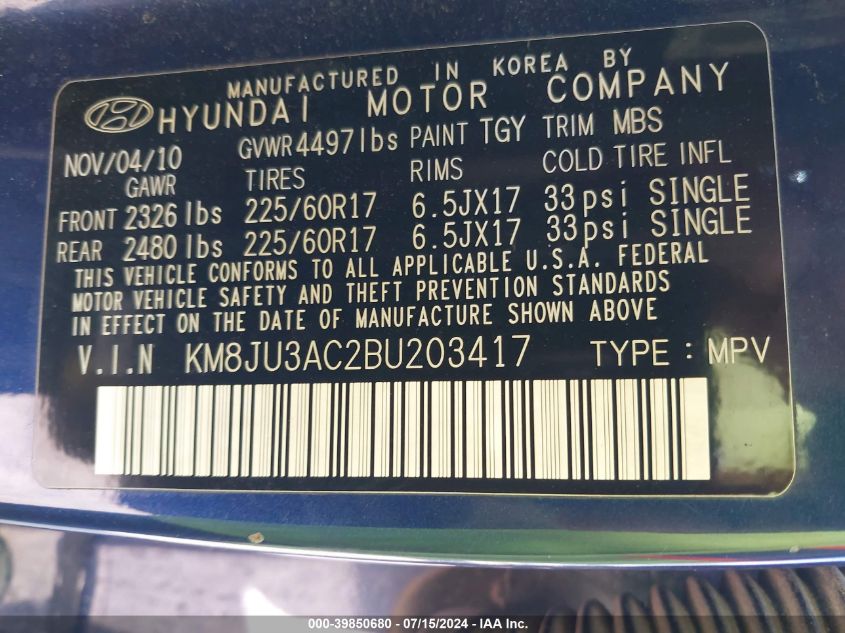 MANUFACTURED IN KOREA BY
HYUNDAI MOTOR COMPANY
NOV/04/10 GVWR 4497lbs PAINT TGY TRIM MBS
GAWR TIRES RIMS COLD TIRE INFL
FRONT 2326 lbs 225/60R17 6.5JX17 33psi SINGLE
REAR 2480 lbs 225/60R17 6.5JX17 33psi SINGLE
THIS VEHICLE CONFORMS TO ALL APPLICABLE U.S.A. FEDERAL
MOTOR VEHICLE SAFETY AND THEFT PREVENTION STANDARDS
IN EFFECT ON THE DATE OF MANUFACTURE SHOWN ABOVE
V.I.N KM8JU3AC2BU203417 TYPE : MPV
000-39850680 - 07/15/2024 - IAA Inc.